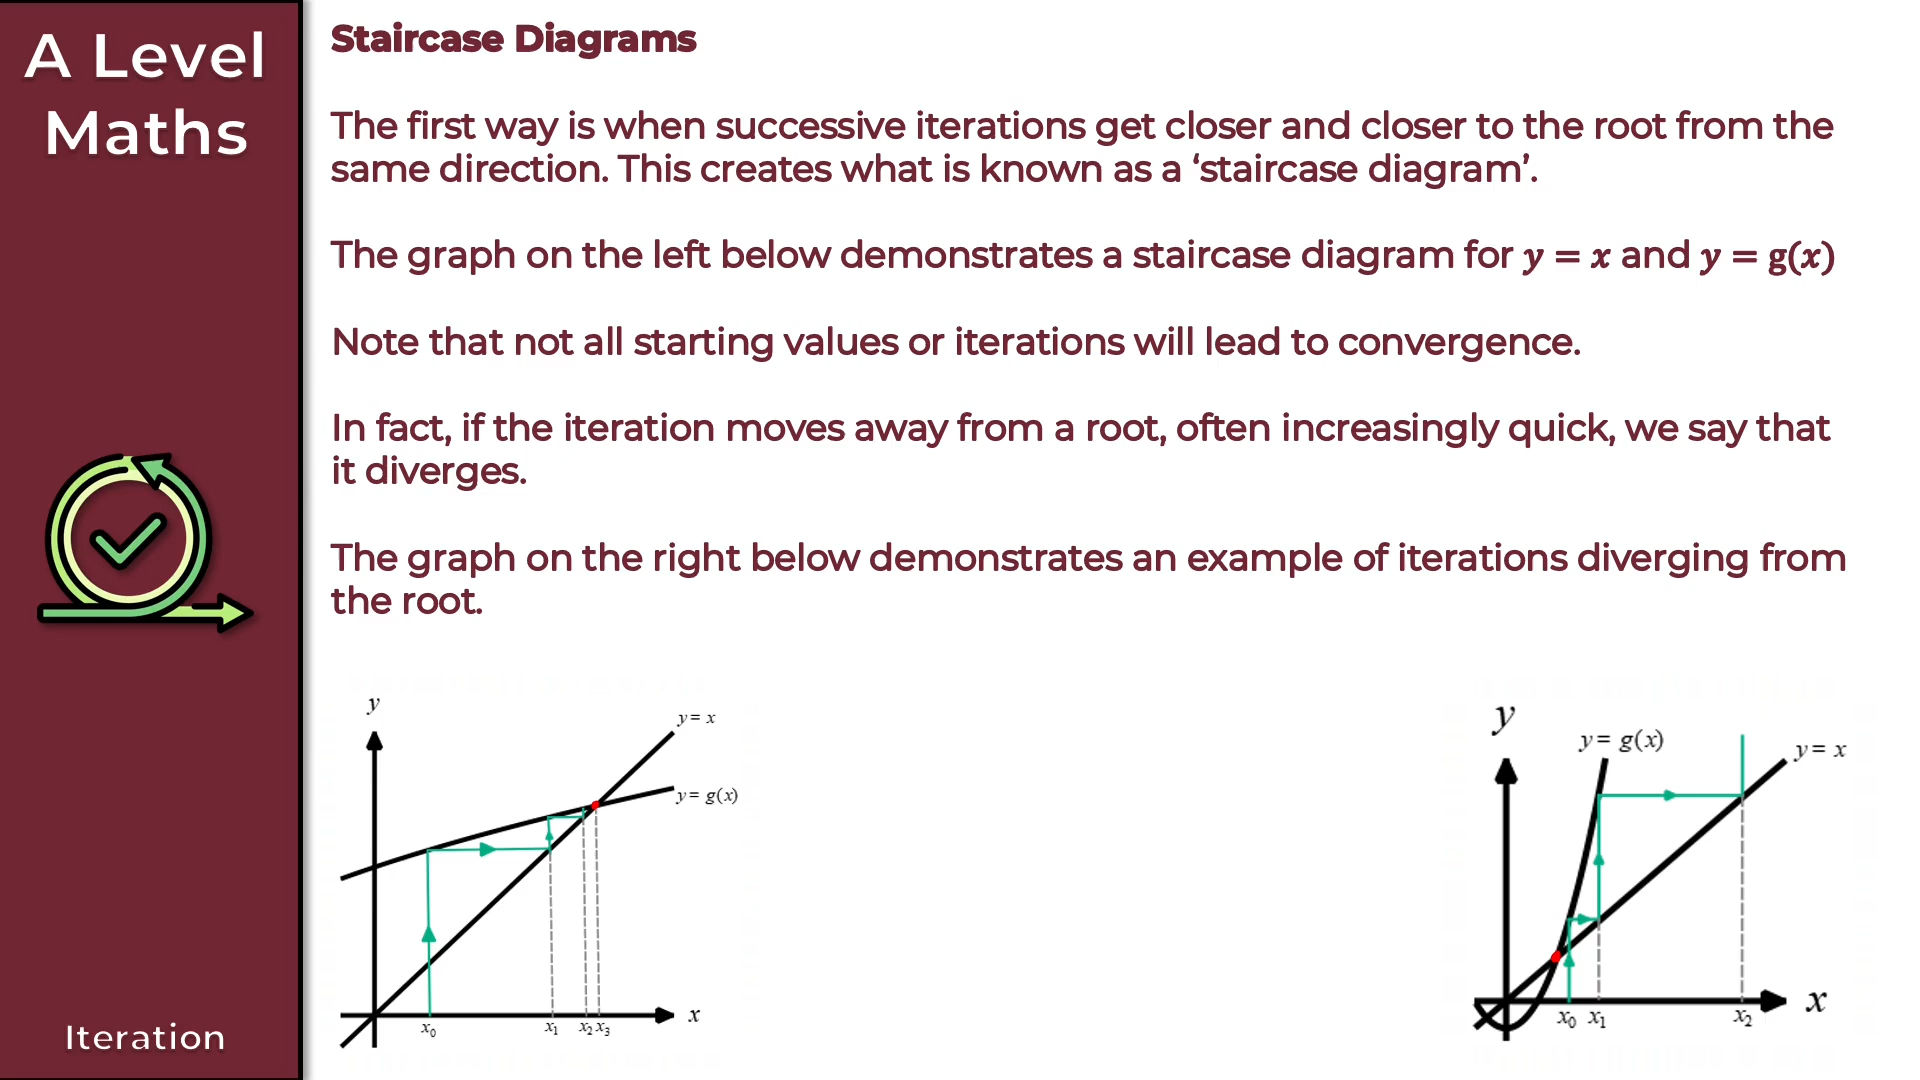 A Level
Maths
Iteration
Staircase Diagrams
The first way is when successive iterations get closer and closer to the root from the
same direction. This creates what is known as a ‘staircase diagram’.
The graph on the left below demonstrates a staircase diagram for y = x and y = g(x)
Note that not all starting values or iterations will lead to convergence.
In fact, if the iteration moves away from a root, often increasingly quick, we say that
it diverges.
The graph on the right below demonstrates an example of iterations diverging from
the root.
y
y = x
y = g(x)
x
x₀ x₁ x₂ x₃
y
y = g(x)
y = x
x
x₀ x₁ x₂